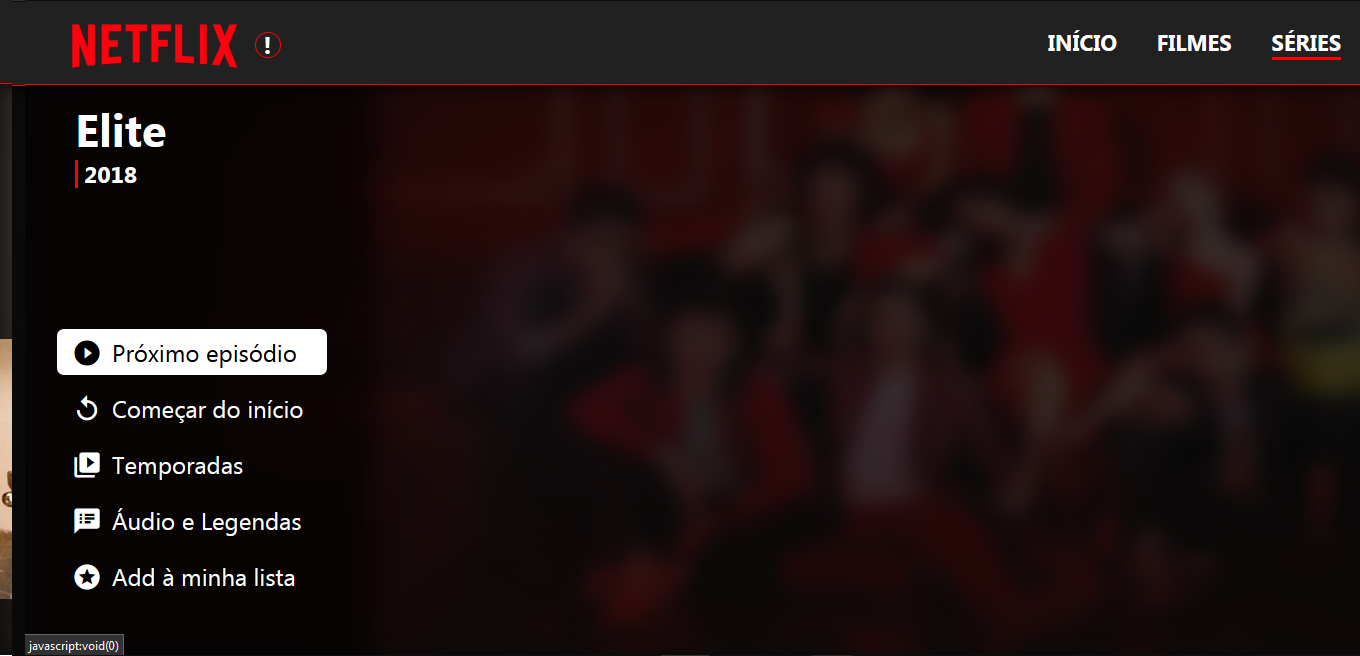 NETFLIX !
INÍCIO FILMES SÉRIES
Elite
2018
Próximo episódio
Começar do início
Temporadas
Áudio e Legendas
Add à minha lista
javascript:void(0)